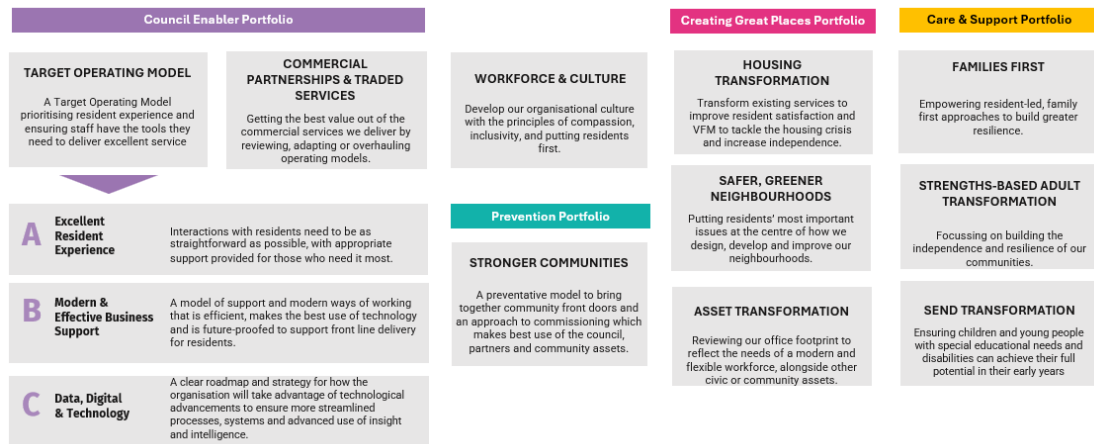 Council Enabler Portfolio
TARGET OPERATING MODEL
A Target Operating Model
prioritising resident experience and
ensuring staff have the tools they
need to deliver excellent service
COMMERCIAL
PARTNERSHIPS & TRADED
SERVICES
Getting the best value out of the
commercial services we deliver by
reviewing, adapting or overhauling
operating models.
A
Excellent
Resident
Experience
Interactions with residents need to be as
straightforward as possible, with appropriate
support provided for those who need it most.
B
Modern &
Effective Business
Support
A model of support and modern ways of working
that is efficient, makes the best use of technology
and is future-proofed to support front line delivery
for residents.
C
Data, Digital
& Technology
A clear roadmap and strategy for how the
organisation will take advantage of technological
advancements to ensure more streamlined
processes, systems and advanced use of insight
and intelligence.
WORKFORCE & CULTURE
Develop our organisational culture
with the principles of compassion,
inclusivity, and putting residents
first.
Prevention Portfolio
STRONGER COMMUNITIES
A preventative model to bring
together community front doors and
an approach to commissioning which
makes best use of the council,
partners and community assets.
Creating Great Places Portfolio
HOUSING
TRANSFORMATION
Transform existing services to
improve resident satisfaction and
VFM to tackle the housing crisis
and increase independence.
SAFER, GREENER
NEIGHBOURHOODS
Putting residents' most important
issues at the centre of how we
design, develop and improve our
neighbourhoods.
ASSET TRANSFORMATION
Reviewing our office footprint to
reflect the needs of a modern and
flexible workforce, alongside other
civic or community assets.
Care & Support Portfolio
FAMILIES FIRST
Empowering resident-led, family
first approaches to build greater
resilience.
STRENGTHS-BASED ADULT
TRANSFORMATION
Focussing on building the
independence and resilience of our
communities.
SEND TRANSFORMATION
Ensuring children and young people
with special educational needs and
disabilities can achieve their full
potential in their early years